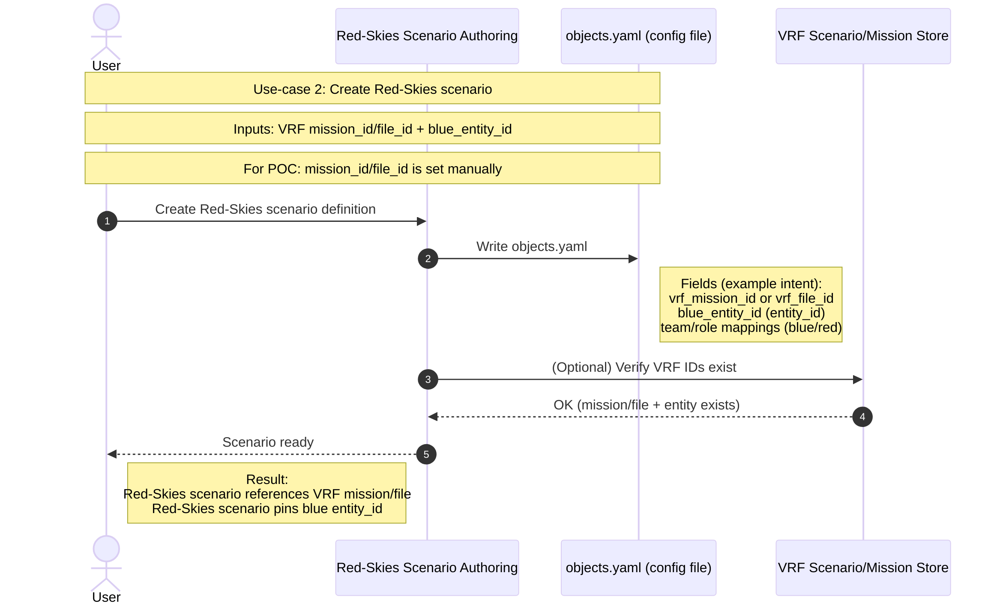 User
Red-Skies Scenario Authoring
objects.yaml (config file)
VRF Scenario/Mission Store
Use-case 2: Create Red-Skies scenario
Inputs: VRF mission_id/file_id + blue_entity_id
For POC: mission_id/file_id is set manually
Create Red-Skies scenario definition
1
Write objects.yaml
2
Fields (example intent):
vrf_mission_id or vrf_file_id
blue_entity_id (entity_id)
team/role mappings (blue/red)
(Optional) Verify VRF IDs exist
3
OK (mission/file + entity exists)
4
Scenario ready
5
Result:
Red-Skies scenario references VRF mission/file
Red-Skies scenario pins blue entity_id
User
Red-Skies Scenario Authoring
objects.yaml (config file)
VRF Scenario/Mission Store